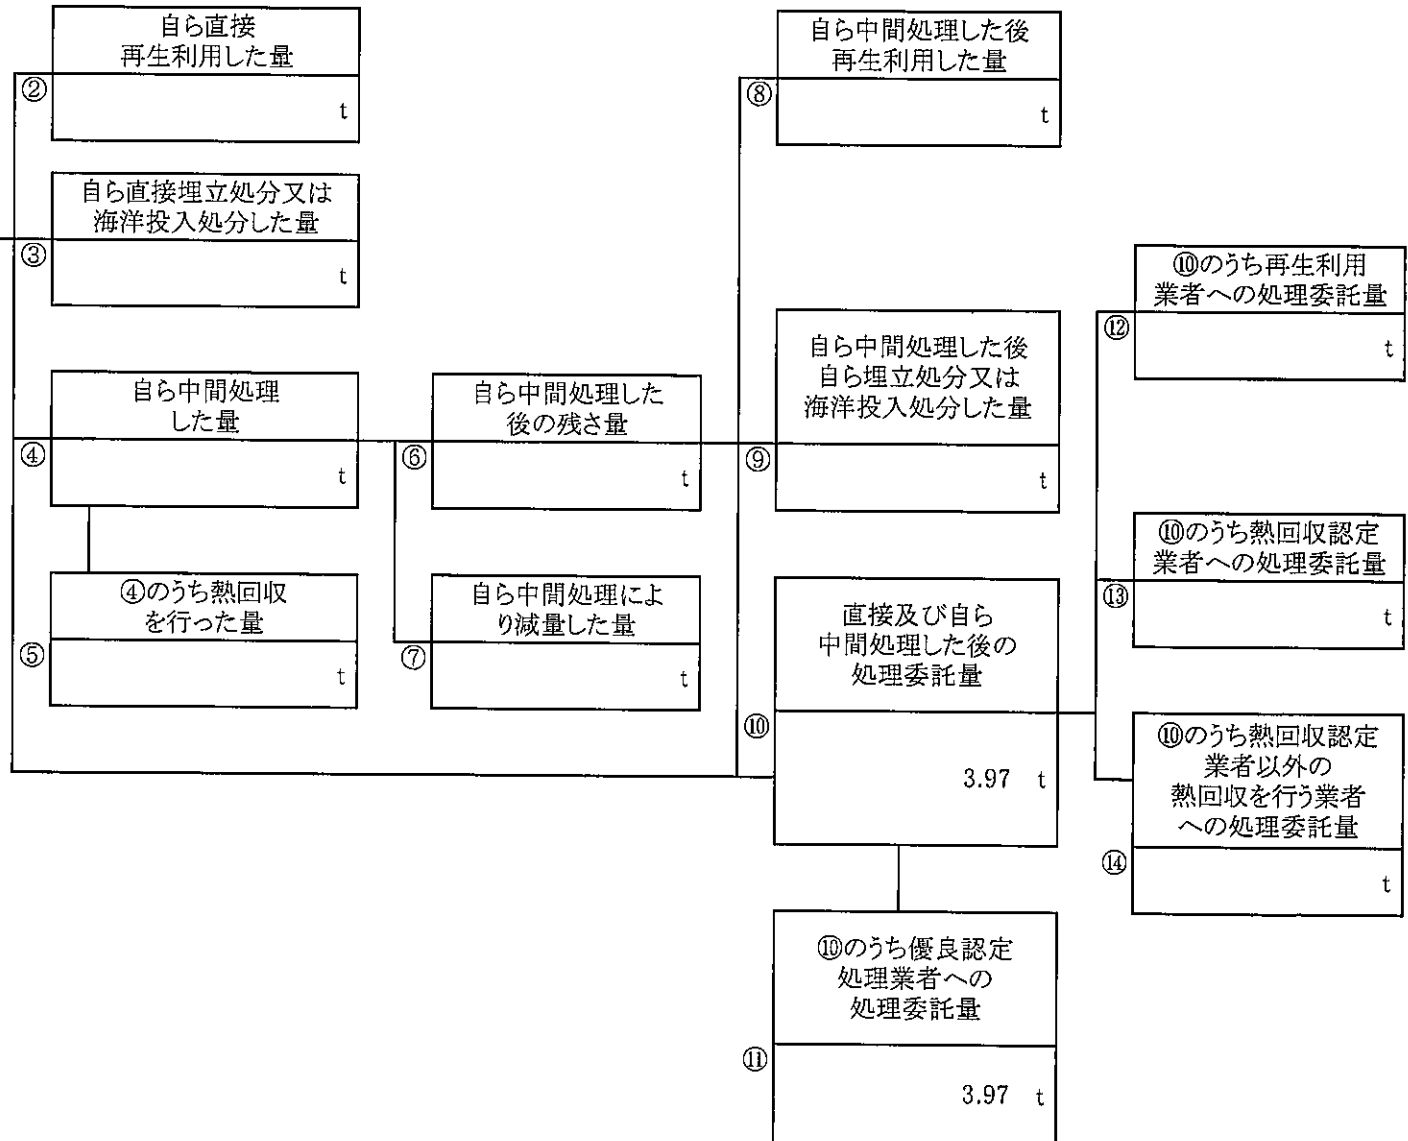 自ら直接
再生利用した量
②
t
自ら直接埋立処分又は
海洋投入処分した量
③
t
自ら中間処理
した量
④
t
④のうち熱回収
を行った量
⑤
t
自ら中間処理した
後の残さ量
⑥
t
自ら中間処理によ
り減量した量
⑦
t
自ら中間処理した後
再生利用した量
⑧
t
自ら中間処理した後
自ら埋立処分又は
海洋投入処分した量
⑨
t
直接及び自ら
中間処理した後の
処理委託量
⑩
3.97 t
⑩のうち優良認定
処理業者への
処理委託量
⑪
3.97 t
⑩のうち再生利用
業者への処理委託量
⑫
t
⑩のうち熱回収認定
業者への処理委託量
⑬
t
⑩のうち熱回収認定
業者以外の
熱回収を行う業者
への処理委託量
⑭
t